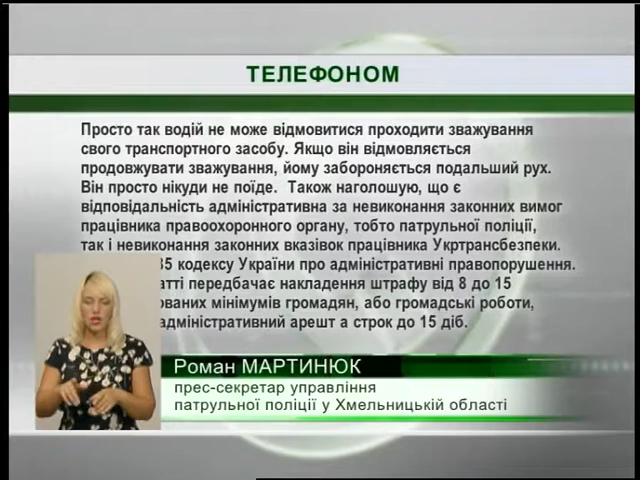 ТЕЛЕФОНОМ
Просто так водій не може відмовитися проходити зважування
свого транспортного засобу. Якщо він відмовляється
продовжувати зважування, йому забороняється подальший рух.
Він просто нікуди не поїде. Також наголошую, що є
відповідальність адміністративна за невиконання законних вимог
працівника правоохоронного органу, тобто патрульної поліції,
так і невиконання законних вказівок працівника Укртрансбезпеки.
35 кодексу України про адміністративні правопорушення.
атті передбачає накладення штрафу від 8 до 15
ованих мінімумів громадян, або громадські роботи,
адміністративний арешт а строк до 15 діб.
Роман МАРТИНЮК
прес-секретар управління
патрульної поліції у Хмельницькій області